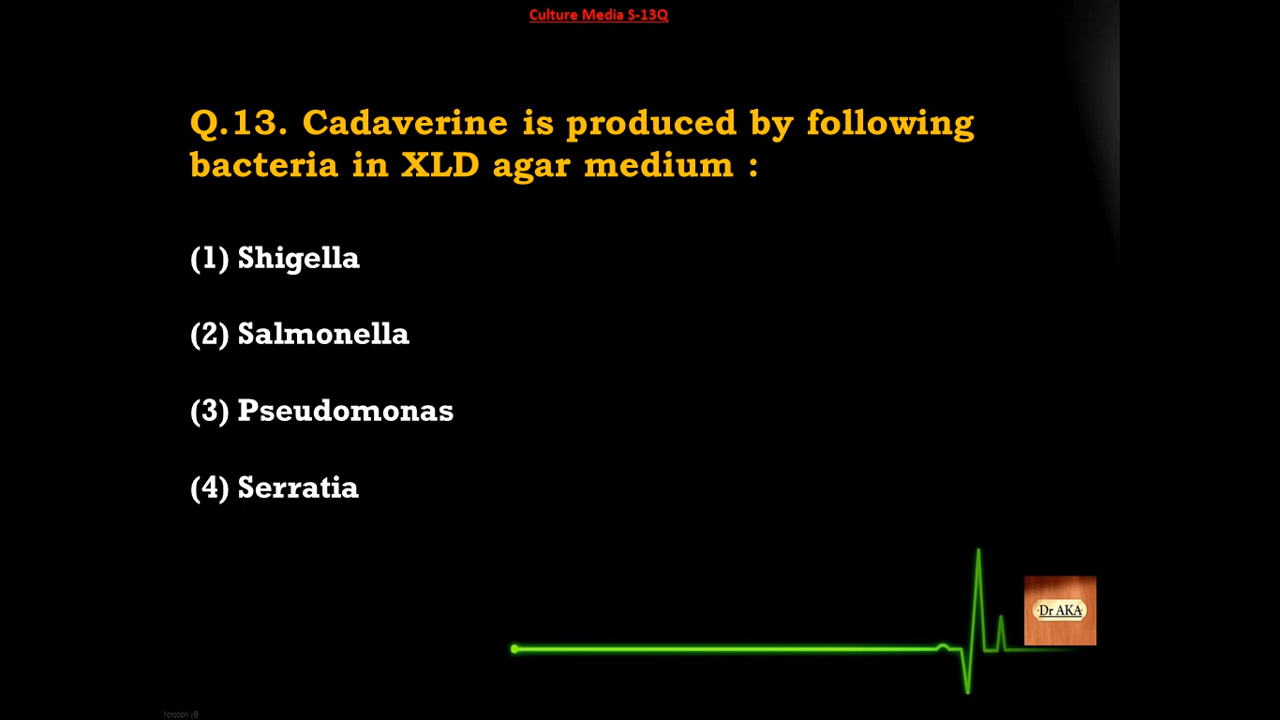 Culture Media S-13Q
Q.13. Cadaverine is produced by following
bacteria in XLD agar medium :
(1) Shigella
(2) Salmonella
(3) Pseudomonas
(4) Serratia
Dr AKA